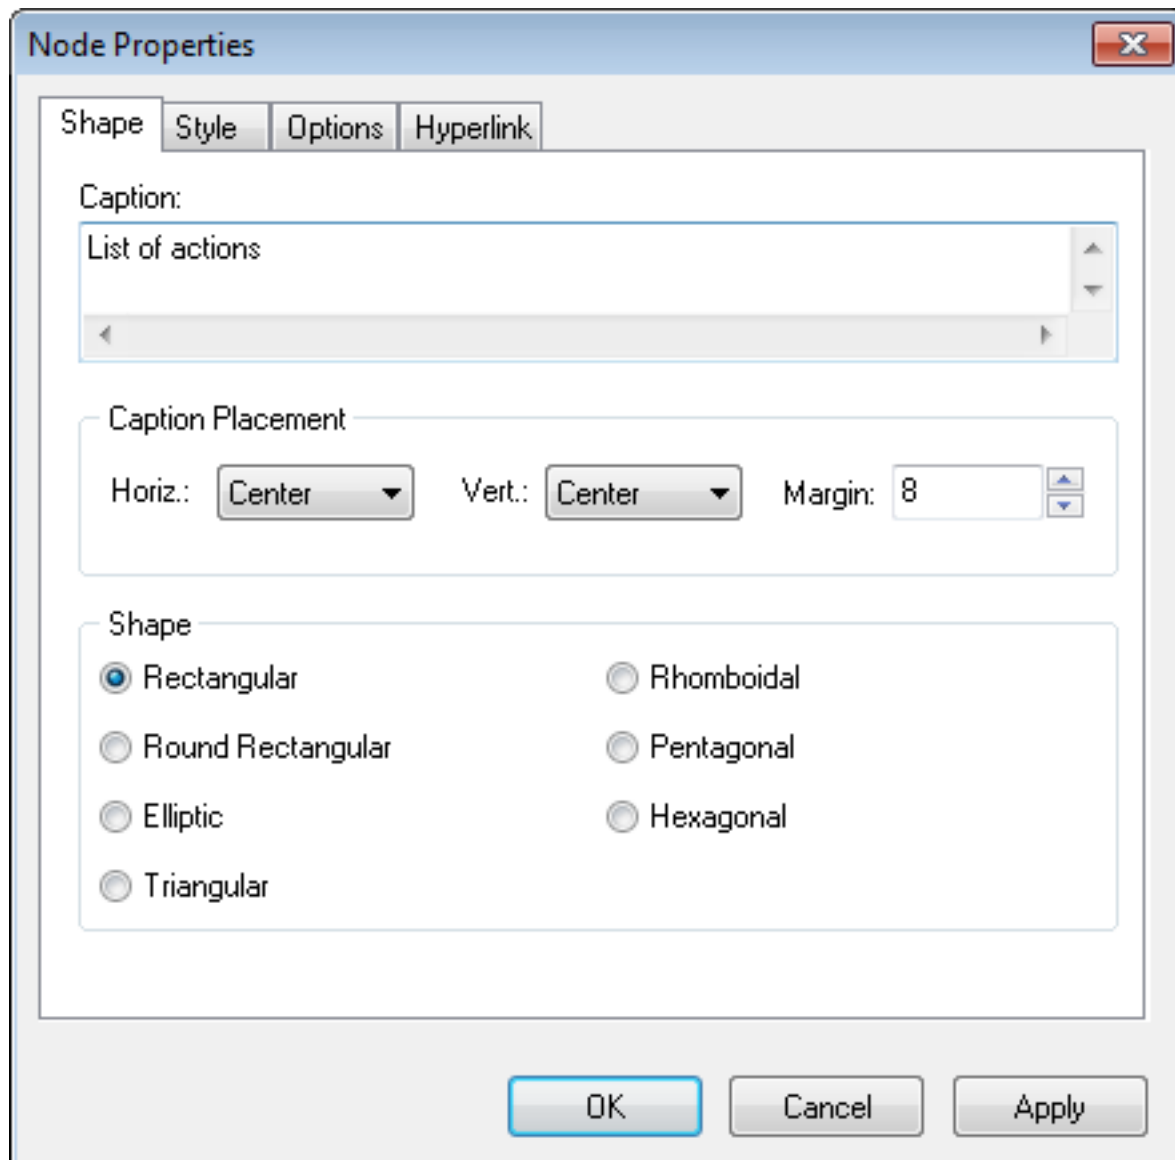 Node Properties
Shape Style Options Hyperlink
Caption:
List of actions
Caption Placement
Horiz.: Center Vert.: Center Margin: 8
Shape
Rectangular Rhomboidal
Round Rectangular Pentagonal
Elliptic Hexagonal
Triangular
OK Cancel Apply